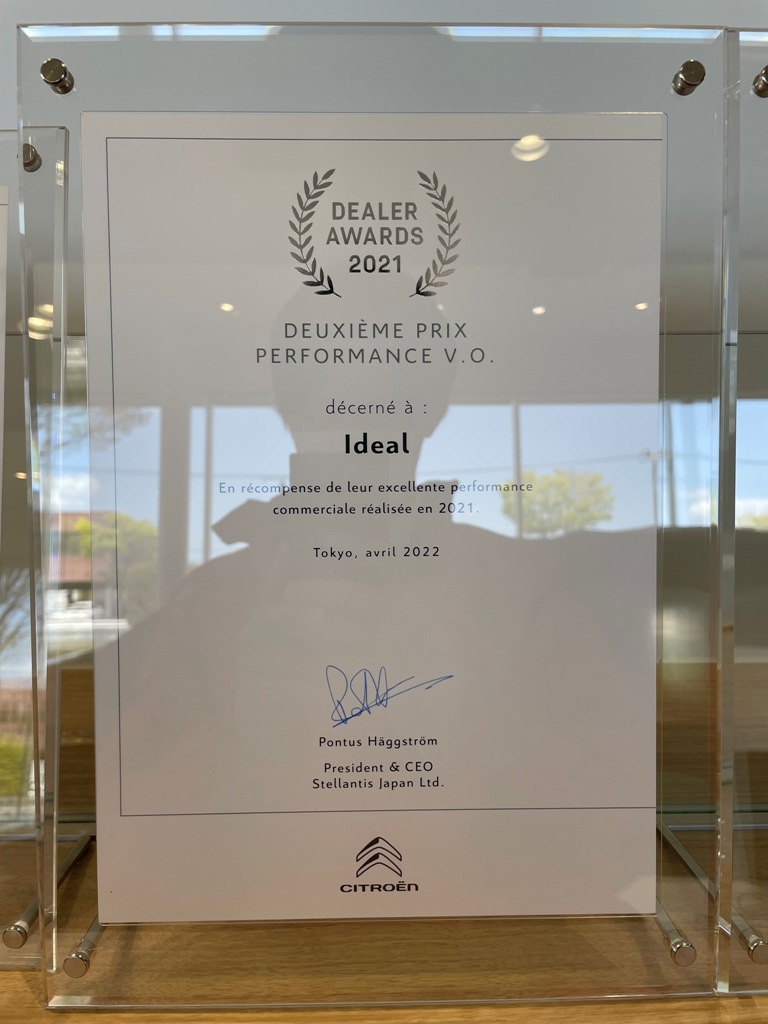 DEALER
AWARDS
2021
DEUXIÈME PRIX
PERFORMANCE V.O.
décerné à :
Ideal
En récompense de leur excellente performance
commerciale réalisée en 2021.
Tokyo, avril 2022
Pontus Häggström
President & CEO
Stellantis Japan Ltd.
CITROËN